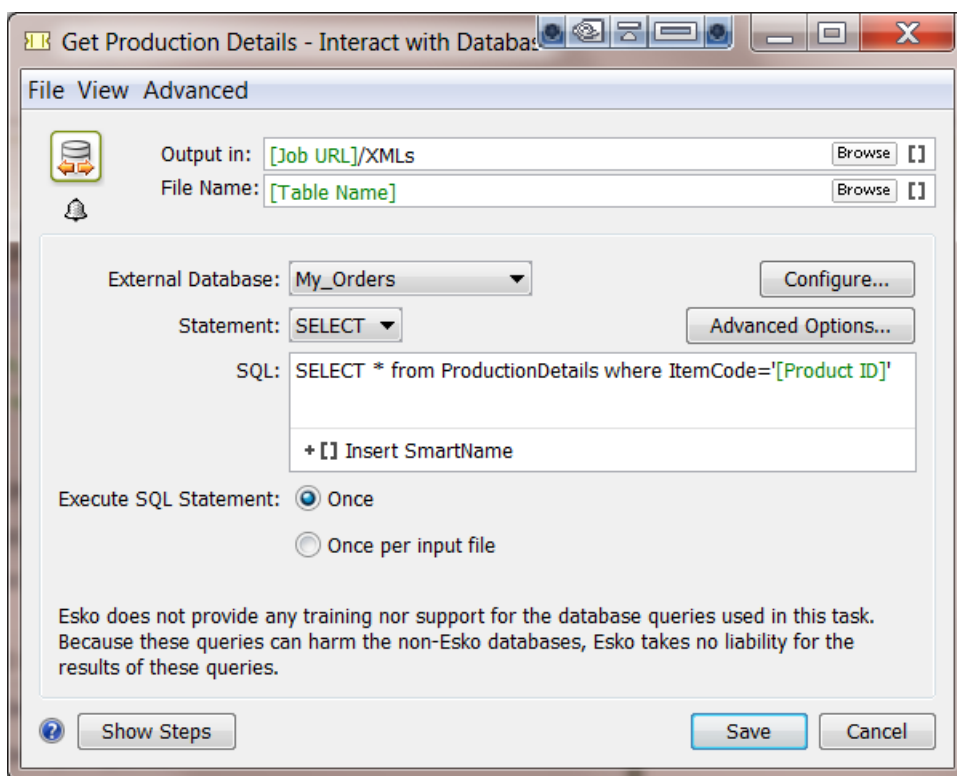 Get Production Details - Interact with Databas
File View Advanced
Output in: [Job URL]/XMLs Browse []
File Name: [Table Name] Browse []
External Database: My_Orders Configure...
Statement: SELECT Advanced Options...
SQL: SELECT * from ProductionDetails where ItemCode='[Product ID]'
+ [] Insert SmartName
Execute SQL Statement: Once
Once per input file
Esko does not provide any training nor support for the database queries used in this task.
Because these queries can harm the non-Esko databases, Esko takes no liability for the
results of these queries.
? Show Steps Save Cancel